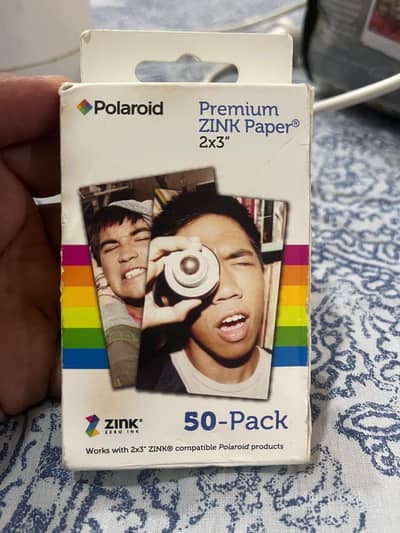 Polaroid
Premium
ZINK Paper®
2x3"
ZINK®
ZERO INK
50-Pack
Works with 2x3" ZINK® compatible Polaroid products